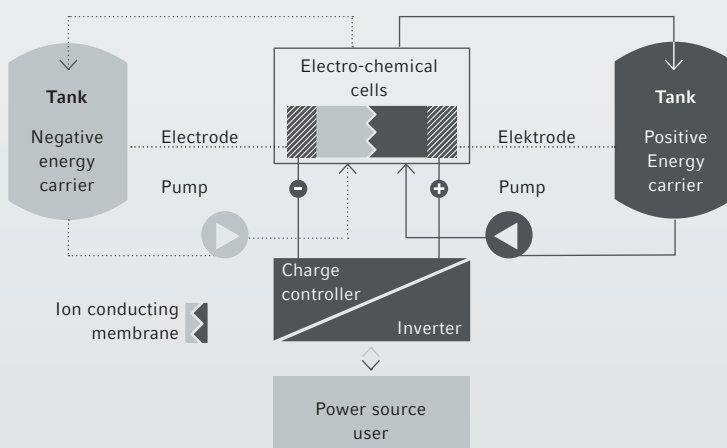 Electro-chemical
cells
Tank
Negative
energy
carrier
Electrode
Elektrode
Tank
Positive
Energy
carrier
Pump
-
+
Pump
Charge
controller
Inverter
Ion conducting
membrane
Power source
user